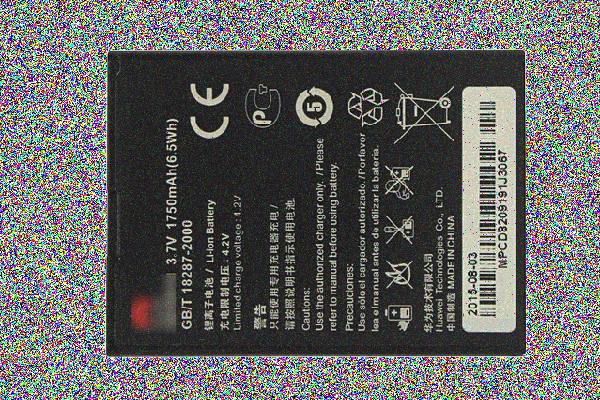 3.7V 1750mAh(6.5Wh)
GB/T 18287-2000
锂离子电池 / Li-ion Battery
充电限制电压: 4.2V
Limited charge voltage: 4.2V
警告
只能使用专用充电器充电 /
请按照说明书指示使用电池
Cautions:
Use the authorized charger only. /Please
refer to manual before using battery.
Precauciones:
Use sólo el cargador autorizado. / Por favor
lea el manual antes de utilizar la batería.
华为技术有限公司
Huawei Technologies Co., LTD.
中国制造 MADE IN CHINA
2013-08-03
MPCDB209191J3067
CE
5